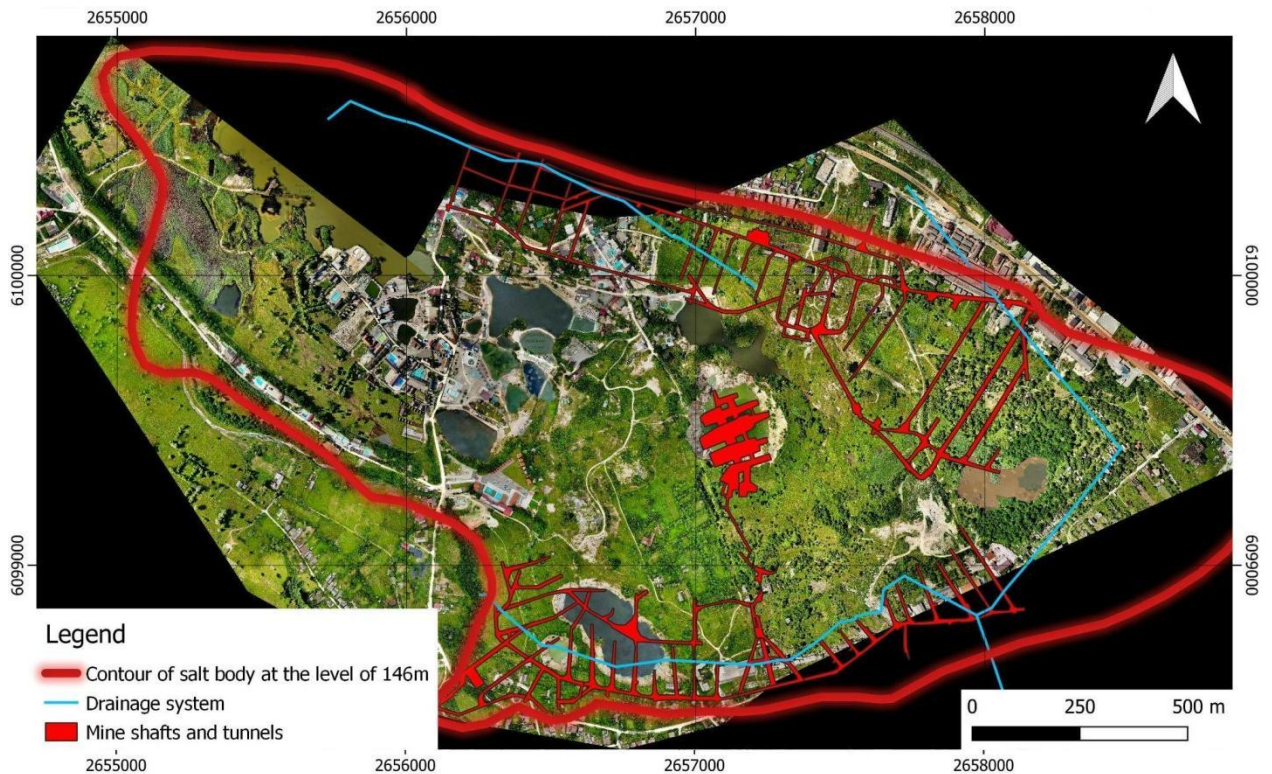 2655000 2656000 2657000 2658000
6100000 6100000
6099000 6099000
Legend
Contour of salt body at the level of 146m
Drainage system
Mine shafts and tunnels
0 250 500 m
2655000 2656000 2657000 2658000